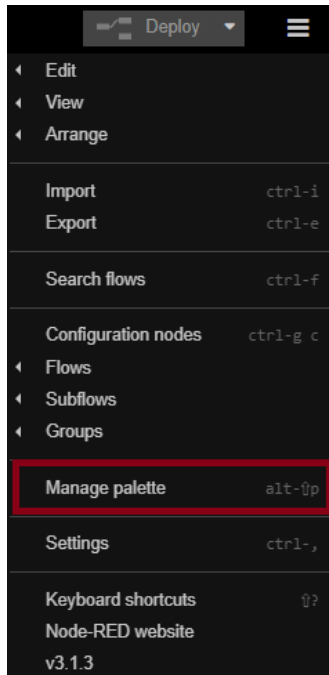 Deploy
Edit
View
Arrange
Import ctrl-i
Export ctrl-e
Search flows ctrl-f
Configuration nodes ctrl-g c
Flows
Subflows
Groups
Manage palette alt-⇧p
Settings ctrl-,
Keyboard shortcuts ⇧?
Node-RED website
v3.1.3